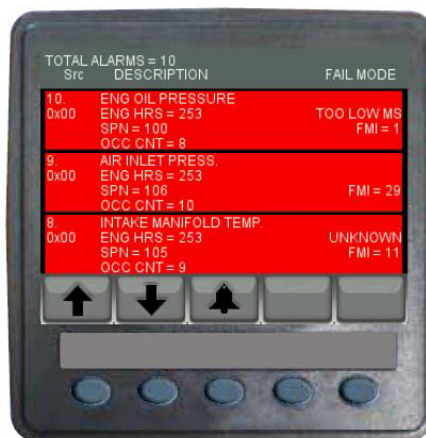 TOTAL ALARMS = 10
Src DESCRIPTION FAIL MODE
10. ENG OIL PRESSURE
0x00 ENG HRS = 253 TOO LOW MS
SPN = 100 FMI = 1
OCC CNT = 8
9. AIR INLET PRESS.
0x00 ENG HRS = 253
SPN = 106 FMI = 29
OCC CNT = 10
8. INTAKE MANIFOLD TEMP.
0x00 ENG HRS = 253 UNKNOWN
SPN = 105 FMI = 11
OCC CNT = 9